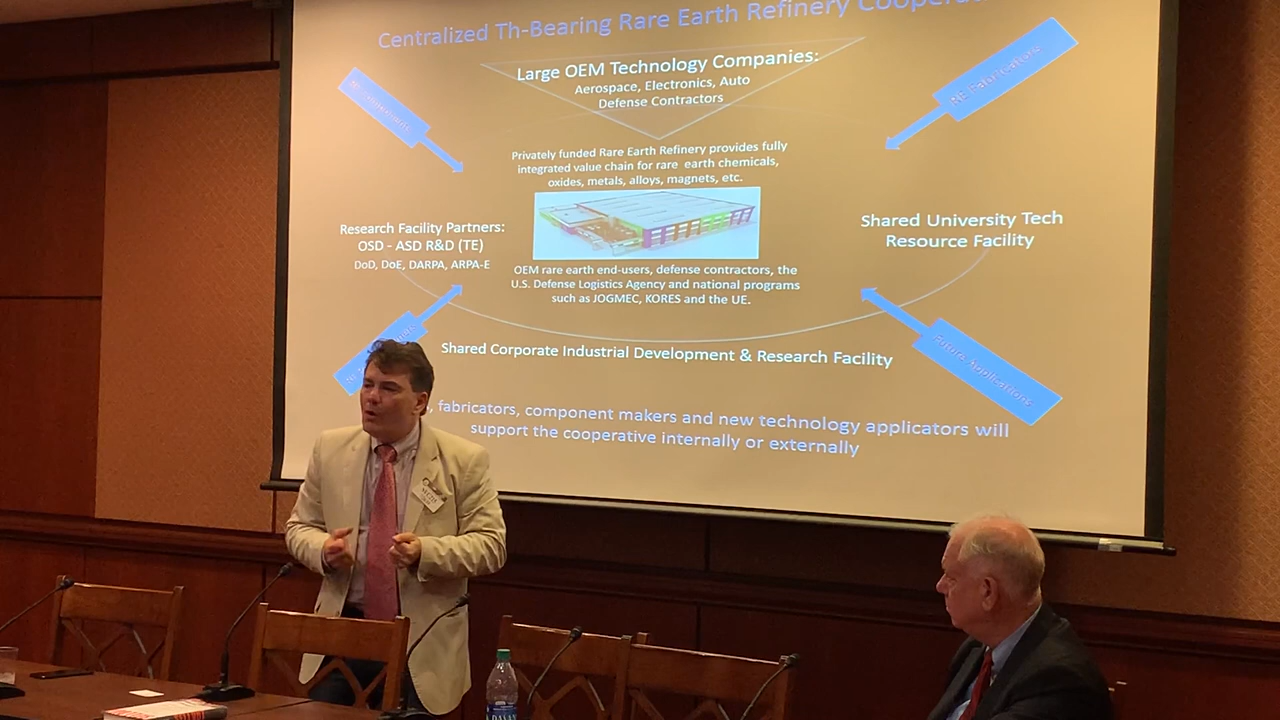 Centralized Th-Bearing Rare Earth Refinery
Large OEM Technology Companies:
Aerospace, Electronics, Auto
Defense Contractors
RE Fabricators
Privately funded Rare Earth Refinery provides fully
integrated value chain for rare earth chemicals,
oxides, metals, alloys, magnets, etc.
Research Facility Partners:
OSD - ASD R&D (TE)
DoD, DoE, DARPA, ARPA-E
Shared University Tech
Resource Facility
OEM rare earth end-users, defense contractors, the
U.S. Defense Logistics Agency and national programs
such as JOGMEC, KORES and the UE.
Future Applications
Shared Corporate Industrial Development & Research Facility
fabricators, component makers and new technology applicators will
support the cooperative internally or externally
DASANI